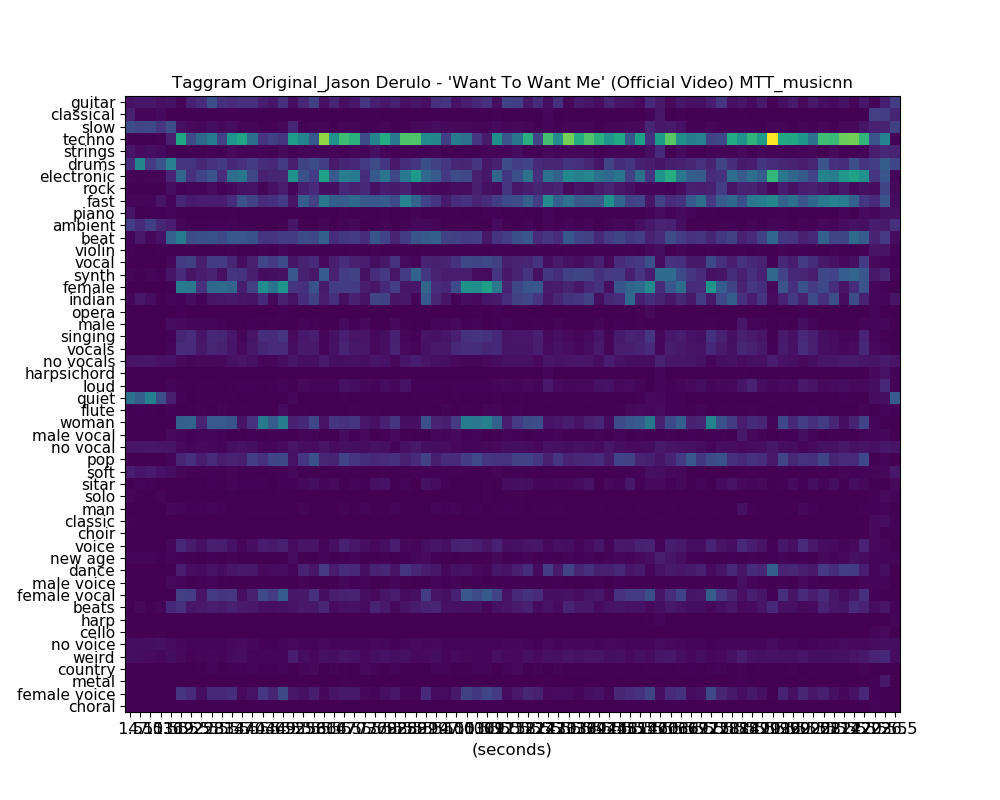 Taggram Original_Jason Derulo - 'Want To Want Me' (Official Video) MTT_musicnn
guitar
classical
slow
techno
strings
drums
electronic
rock
fast
piano
ambient
beat
violin
vocal
synth
female
indian
opera
male
singing
vocals
no vocals
harpsichord
loud
quiet
flute
woman
male vocal
no vocal
pop
soft
sitar
solo
man
classic
choir
voice
new age
dance
male voice
female vocal
beats
harp
cello
no voice
weird
country
metal
female voice
choral
(seconds)